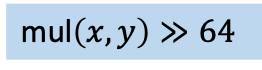 mul(x, y) ≫ 64